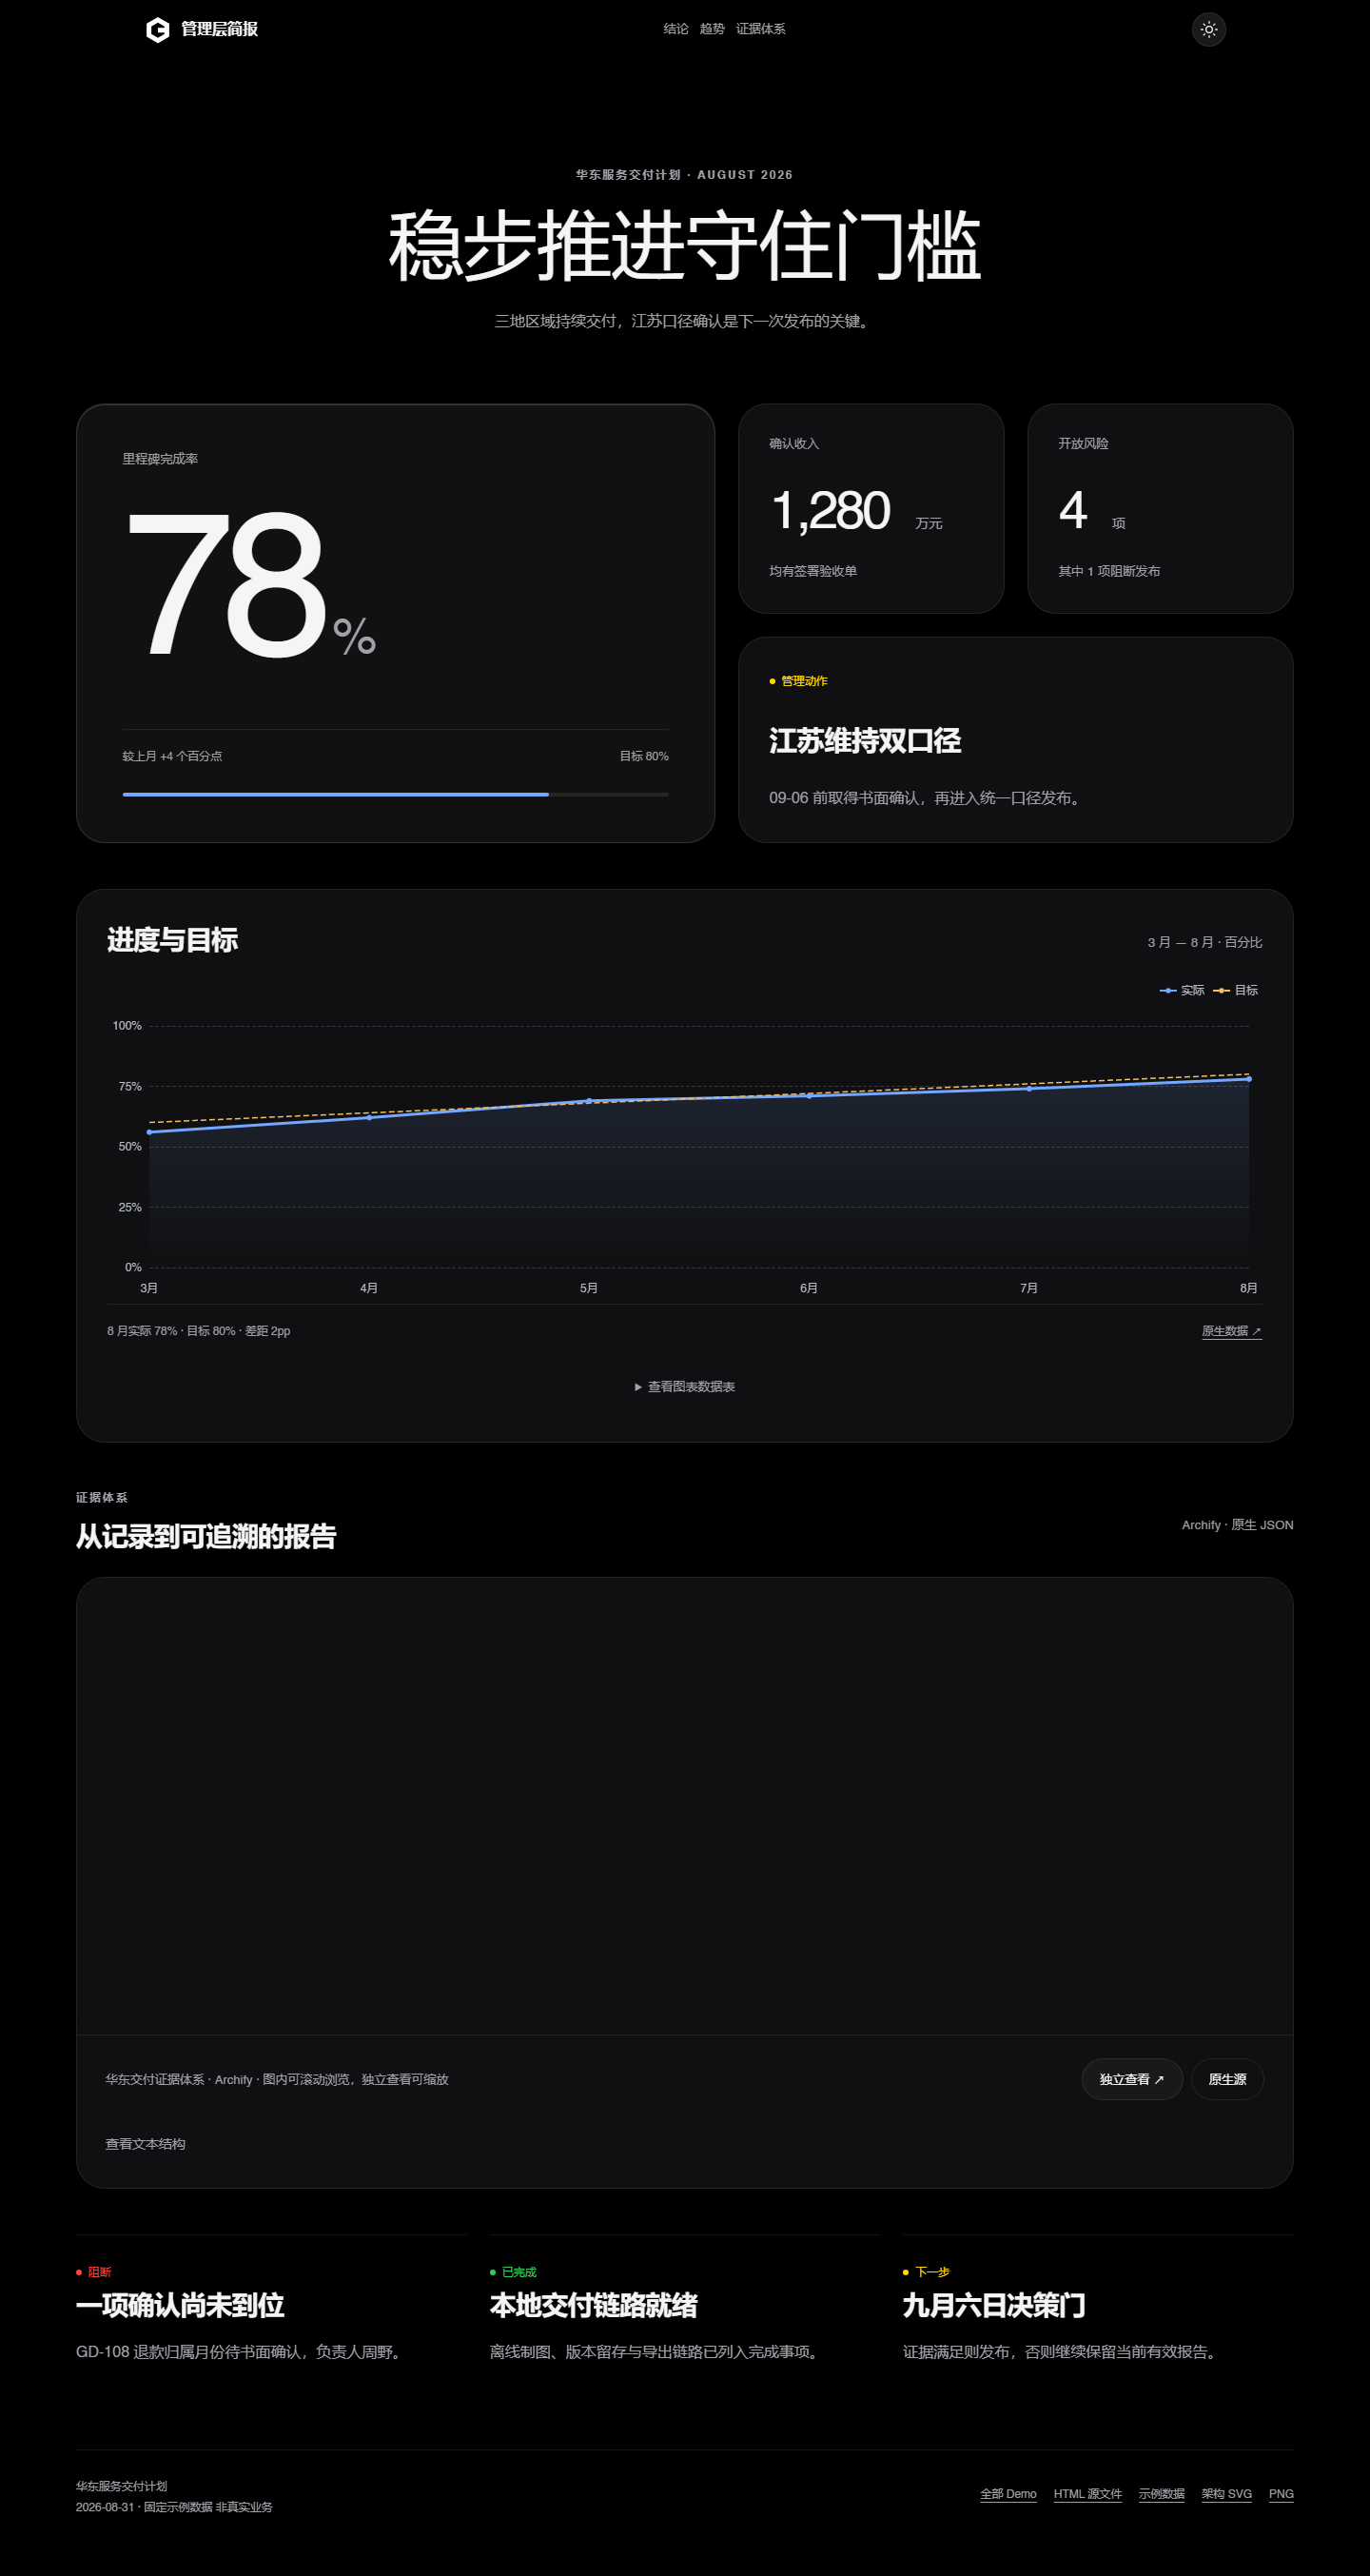 管理层简报
结论 趋势 证据体系
华东服务交付计划 · AUGUST 2026
稳步推进守住门槛
三地区域持续交付，江苏口径确认是下一次发布的关键。
里程碑完成率
78%
较上月 +4 个百分点
目标 80%
确认收入
1,280 万元
均有签署验收单
开放风险
4 项
其中 1 项阻断发布
管理动作
江苏维持双口径
09-06 前取得书面确认，再进入统一口径发布。
进度与目标
3 月 — 8 月 · 百分比
实际 目标
100%
75%
50%
25%
0%
3月 4月 5月 6月 7月 8月
8 月实际 78% · 目标 80% · 差距 2pp
原生数据 ↗
▶ 查看图表数据表
证据体系
从记录到可追溯的报告
Archify · 原生 JSON
华东交付证据体系 · Archify · 图内可滚动浏览，独立查看可缩放
独立查看 ↗
原生源
查看文本结构
阻断
一项确认尚未到位
GD-108 退款归属月份待书面确认，负责人周野。
已完成
本地交付链路就绪
离线制图、版本留存与导出链路已列入完成事项。
下一步
九月六日决策门
证据满足则发布，否则继续保留当前有效报告。
华东服务交付计划
2026-08-31 · 固定示例数据 非真实业务
全部 Demo HTML 源文件 示例数据 架构 SVG PNG